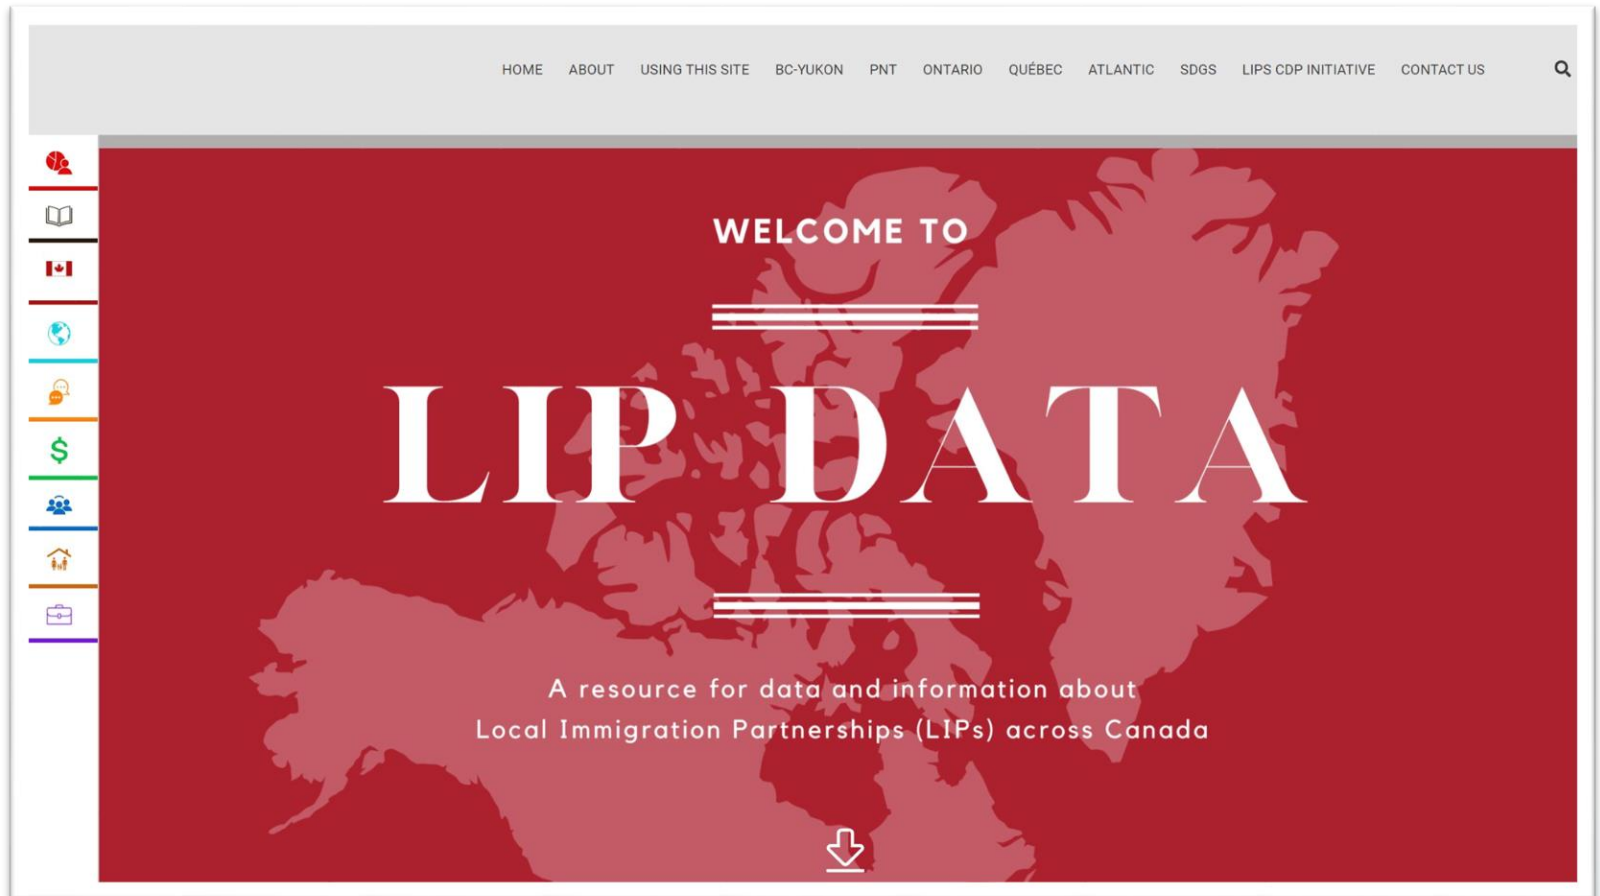 HOME ABOUT USING THIS SITE BC-YUKON PNT ONTARIO QUÉBEC ATLANTIC SDGS LIPS CDP INITIATIVE CONTACT US
WELCOME TO
LIP DATA
A resource for data and information about
Local Immigration Partnerships (LIPs) across Canada